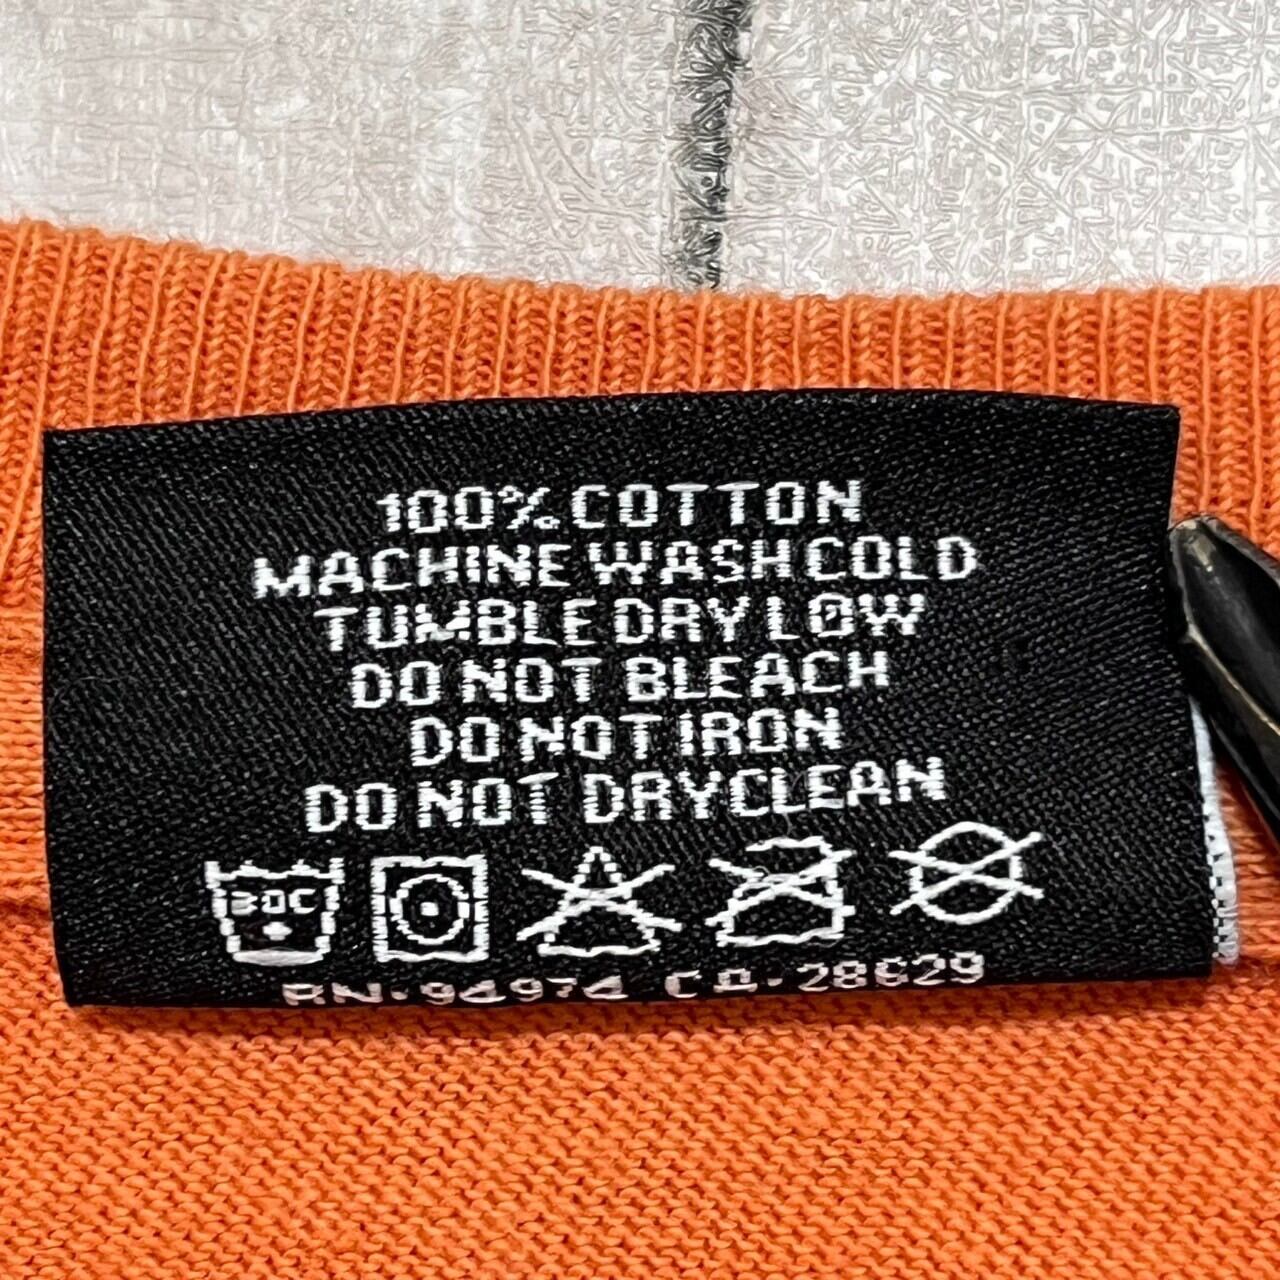 100% COTTON
MACHINE WASH COLD
TUMBLE DRY LOW
DO NOT BLEACH
DO NOT IRON
DO NOT DRYCLEAN
30C
RN·94974 CA·28629